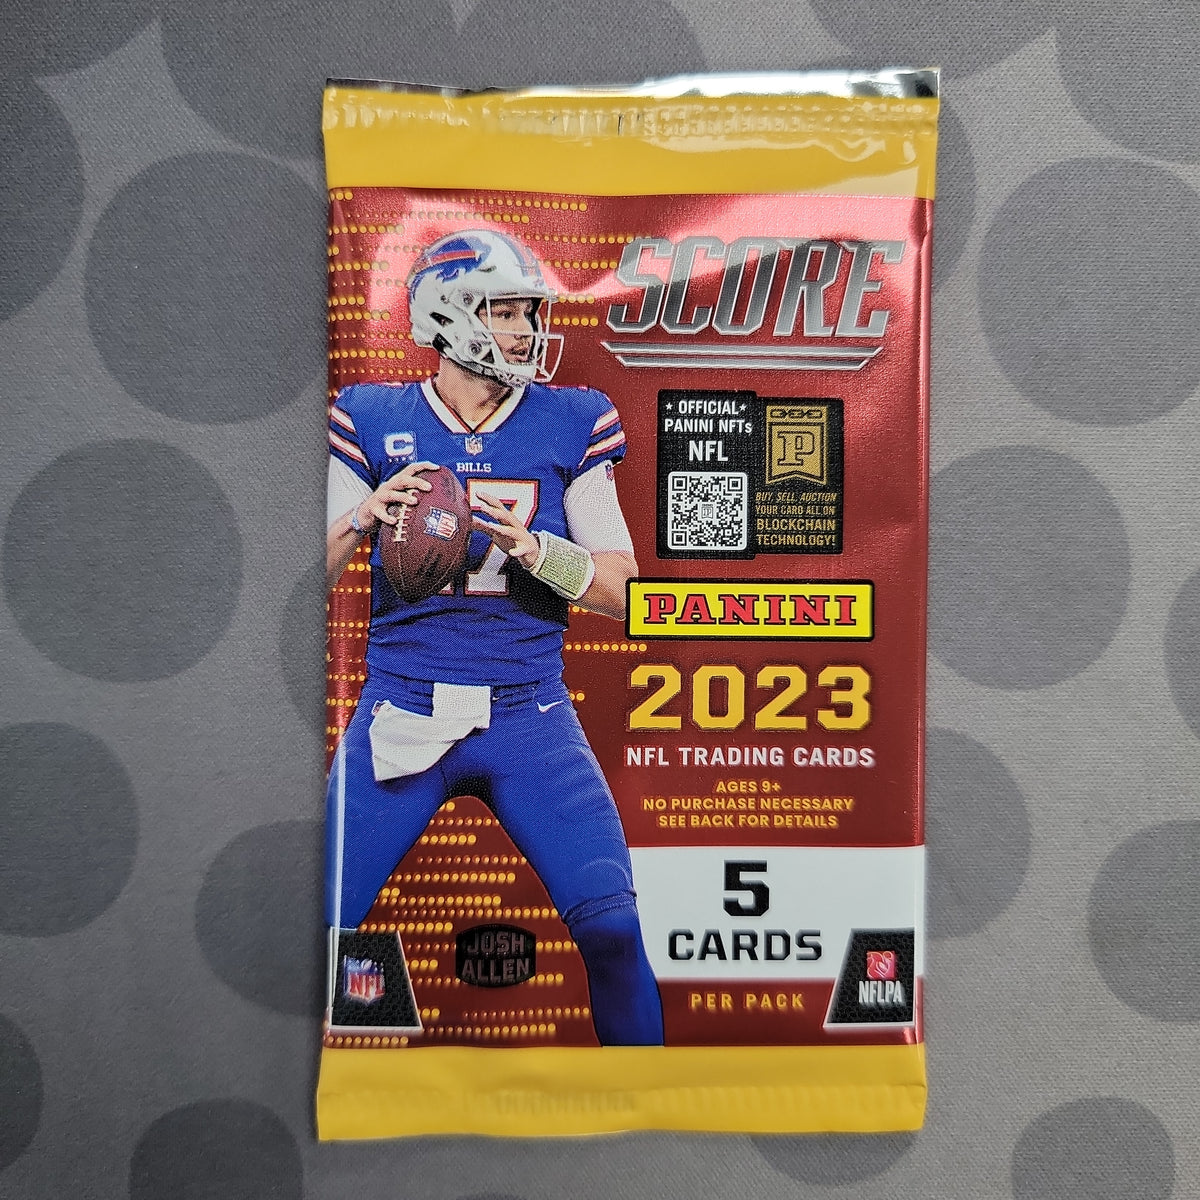 SCORE
★ OFFICIAL ★
PANINI NFTs
NFL
P
BUY, SELL, AUCTION
YOUR CARD ALL ON
BLOCKCHAIN
TECHNOLOGY!
C
BILLS
17
PANINI
2023
NFL TRADING CARDS
AGES 9+
NO PURCHASE NECESSARY
SEE BACK FOR DETAILS
5
CARDS
PER PACK
JOSH
ALLEN
NFL
NFLPA